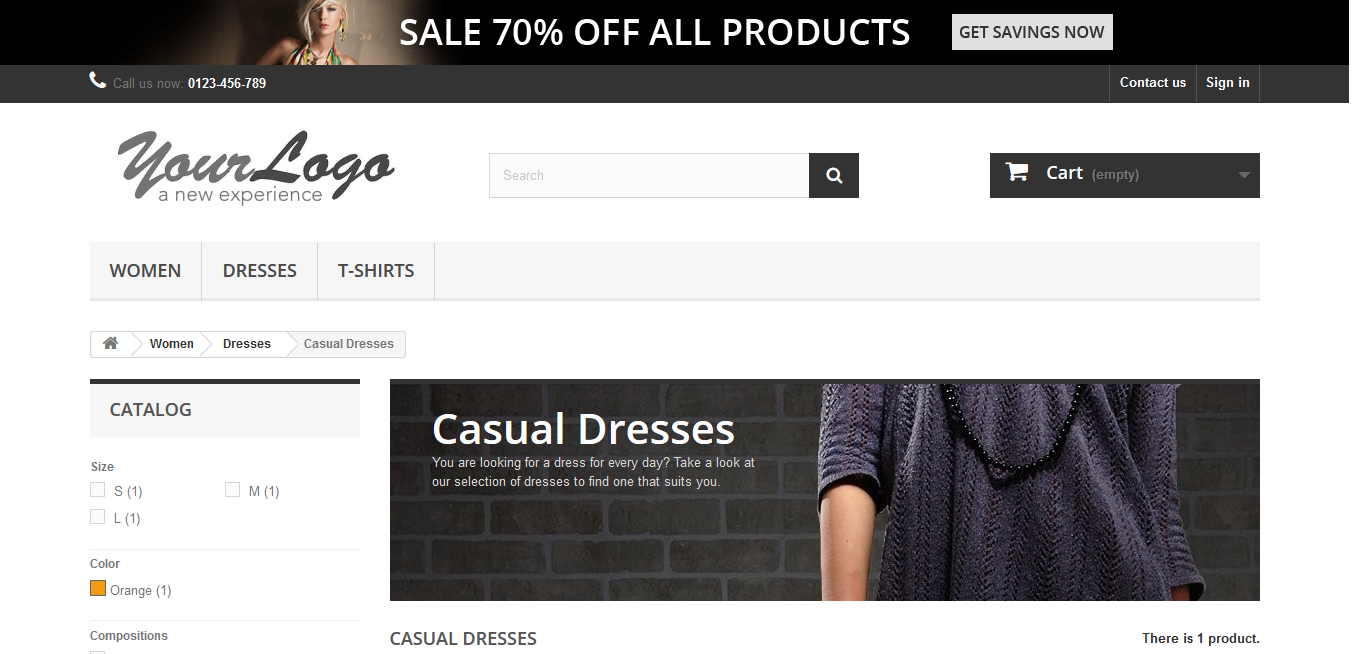 SALE 70% OFF ALL PRODUCTS
GET SAVINGS NOW
Call us now: 0123-456-789
Contact us
Sign in
Your Logo
a new experience
Search
Cart (empty)
WOMEN
DRESSES
T-SHIRTS
Women
Dresses
Casual Dresses
CATALOG
Size
S (1)
M (1)
L (1)
Color
Orange (1)
Compositions
Casual Dresses
You are looking for a dress for every day? Take a look at
our selection of dresses to find one that suits you.
CASUAL DRESSES
There is 1 product.